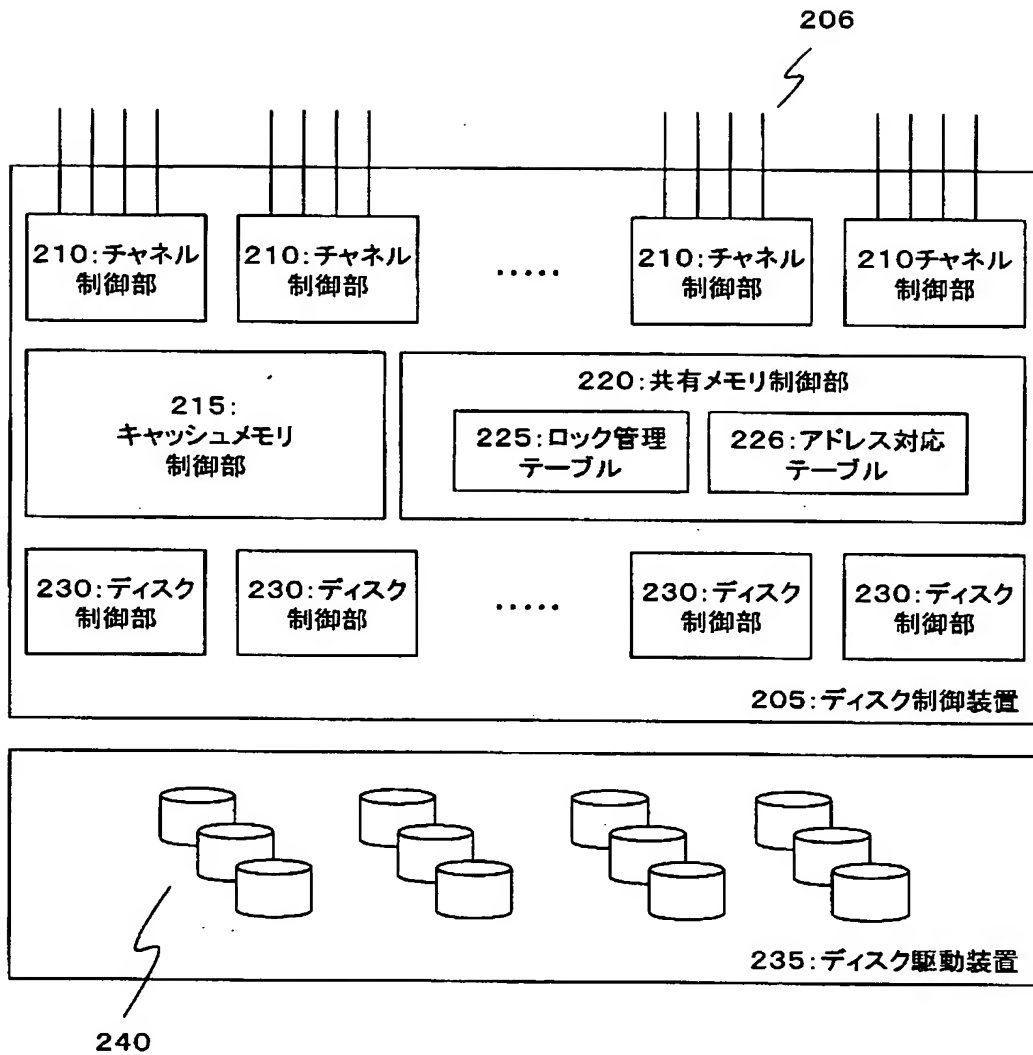 206
210:チャネル
制御部
210:チャネル
制御部
.....
210:チャネル
制御部
210チャネル
制御部
215:
キャッシュメモリ
制御部
220:共有メモリ制御部
225:ロック管理
テーブル
226:アドレス対応
テーブル
230:ディスク
制御部
230:ディスク
制御部
.....
230:ディスク
制御部
230:ディスク
制御部
205:ディスク制御装置
235:ディスク駆動装置
240